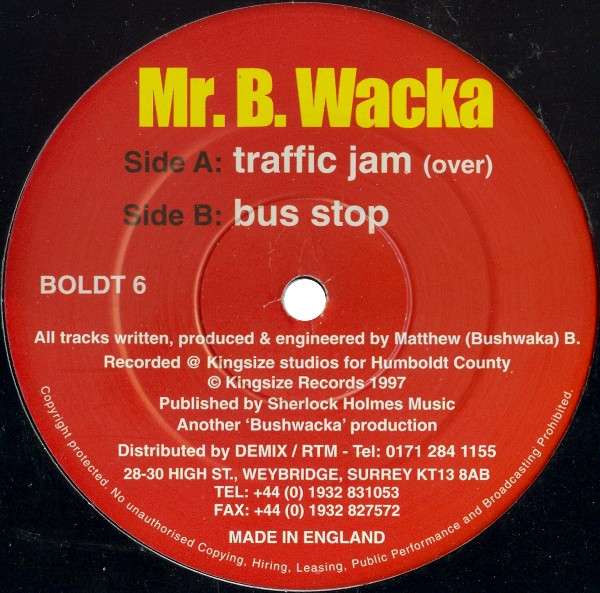 Mr. B. Wacka
Side A: traffic jam (over)
Side B: bus stop
BOLDT 6
All tracks written, produced & engineered by Matthew (Bushwaka) B.
Recorded @ Kingsize studios for Humboldt County
© Kingsize Records 1997
Published by Sherlock Holmes Music
Another ‘Bushwacka’ production
Distributed by DEMIX / RTM - Tel: 0171 284 1155
28-30 HIGH ST., WEYBRIDGE, SURREY KT13 8AB
TEL: +44 (0) 1932 831053
FAX: +44 (0) 1932 827572
MADE IN ENGLAND
Copyright protected. No unauthorised Copying, Hiring, Leasing, Public Performance and Broadcasting Prohibited.